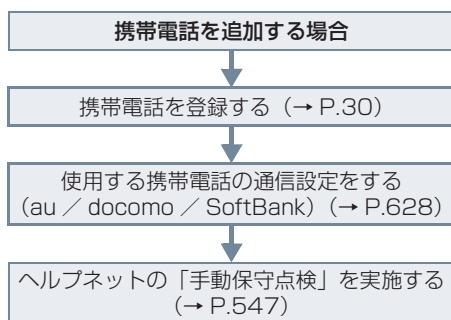 携帯電話を追加する場合
携帯電話を登録する（→ P.30）
使用する携帯電話の通信設定をする
（au ／ docomo ／ SoftBank）（→ P.628）
ヘルプネットの「手動保守点検」を実施する
（→ P.547）